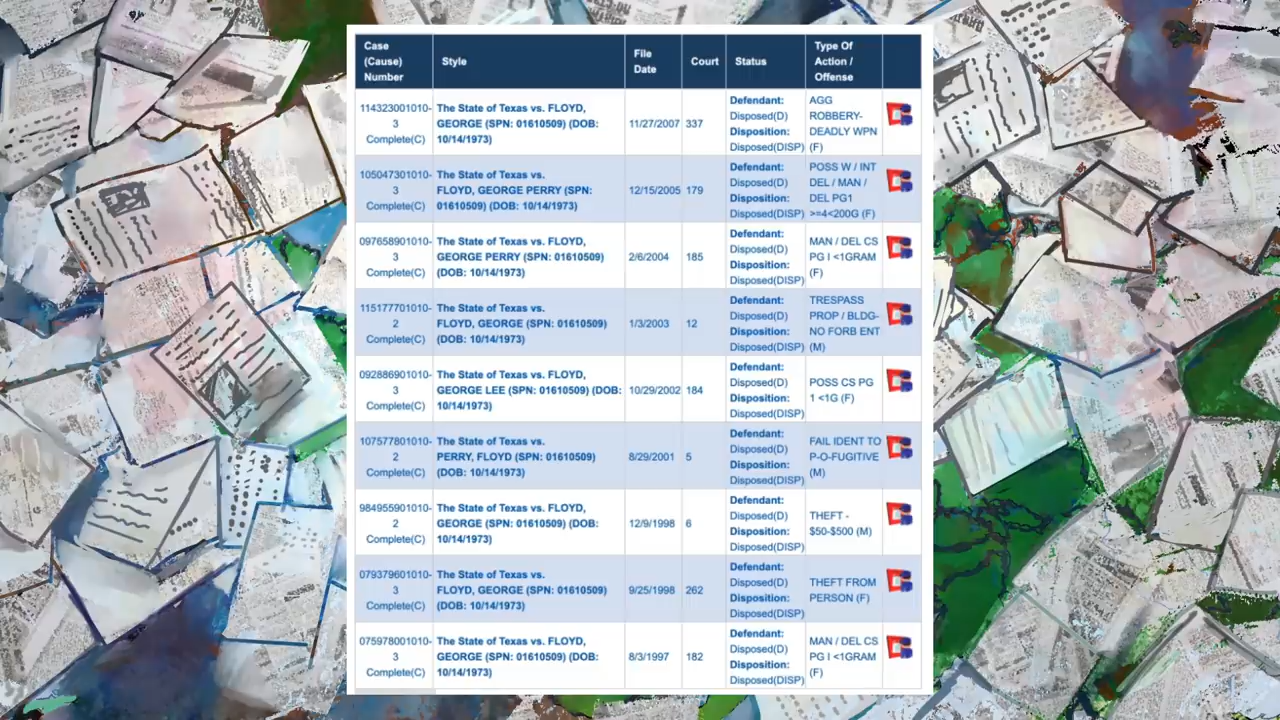 Case (Cause) Number Style File Date Court Status Type Of Action / Offense
114323001010-
3
Complete(C)
The State of Texas vs. FLOYD,
GEORGE (SPN: 01610509) (DOB:
10/14/1973)
11/27/2007
337
Defendant:
Disposed(D)
Disposition:
Disposed(DISP)
AGG
ROBBERY-
DEADLY WPN
(F)
105047301010-
3
Complete(C)
The State of Texas vs.
FLOYD, GEORGE PERRY (SPN:
01610509) (DOB: 10/14/1973)
12/15/2005
179
Defendant:
Disposed(D)
Disposition:
Disposed(DISP)
POSS W / INT
DEL / MAN /
DEL PG1
>=4<200G (F)
097658901010-
3
Complete(C)
The State of Texas vs. FLOYD,
GEORGE PERRY (SPN: 01610509)
(DOB: 10/14/1973)
2/6/2004
185
Defendant:
Disposed(D)
Disposition:
Disposed(DISP)
MAN / DEL CS
PG I <1GRAM
(F)
115177701010-
2
Complete(C)
The State of Texas vs.
FLOYD, GEORGE (SPN: 01610509)
(DOB: 10/14/1973)
1/3/2003
12
Defendant:
Disposed(D)
Disposition:
Disposed(DISP)
TRESPASS
PROP / BLDG-
NO FORB ENT
(M)
092886901010-
3
Complete(C)
The State of Texas vs. FLOYD,
GEORGE LEE (SPN: 01610509) (DOB:
10/14/1973)
10/29/2002
184
Defendant:
Disposed(D)
Disposition:
Disposed(DISP)
POSS CS PG
1 <1G (F)
107577801010-
2
Complete(C)
The State of Texas vs.
PERRY, FLOYD (SPN: 01610509)
(DOB: 10/14/1973)
8/29/2001
5
Defendant:
Disposed(D)
Disposition:
Disposed(DISP)
FAIL IDENT TO
P-O-FUGITIVE
(M)
984955901010-
2
Complete(C)
The State of Texas vs. FLOYD,
GEORGE (SPN: 01610509) (DOB:
10/14/1973)
12/9/1998
6
Defendant:
Disposed(D)
Disposition:
Disposed(DISP)
THEFT -
$50-$500 (M)
079379601010-
3
Complete(C)
The State of Texas vs.
FLOYD, GEORGE (SPN: 01610509)
(DOB: 10/14/1973)
9/25/1998
262
Defendant:
Disposed(D)
Disposition:
Disposed(DISP)
THEFT FROM
PERSON (F)
075978001010-
3
Complete(C)
The State of Texas vs. FLOYD,
GEORGE (SPN: 01610509) (DOB:
10/14/1973)
8/3/1997
182
Defendant:
Disposed(D)
Disposition:
Disposed(DISP)
MAN / DEL CS
PG I <1GRAM
(F)